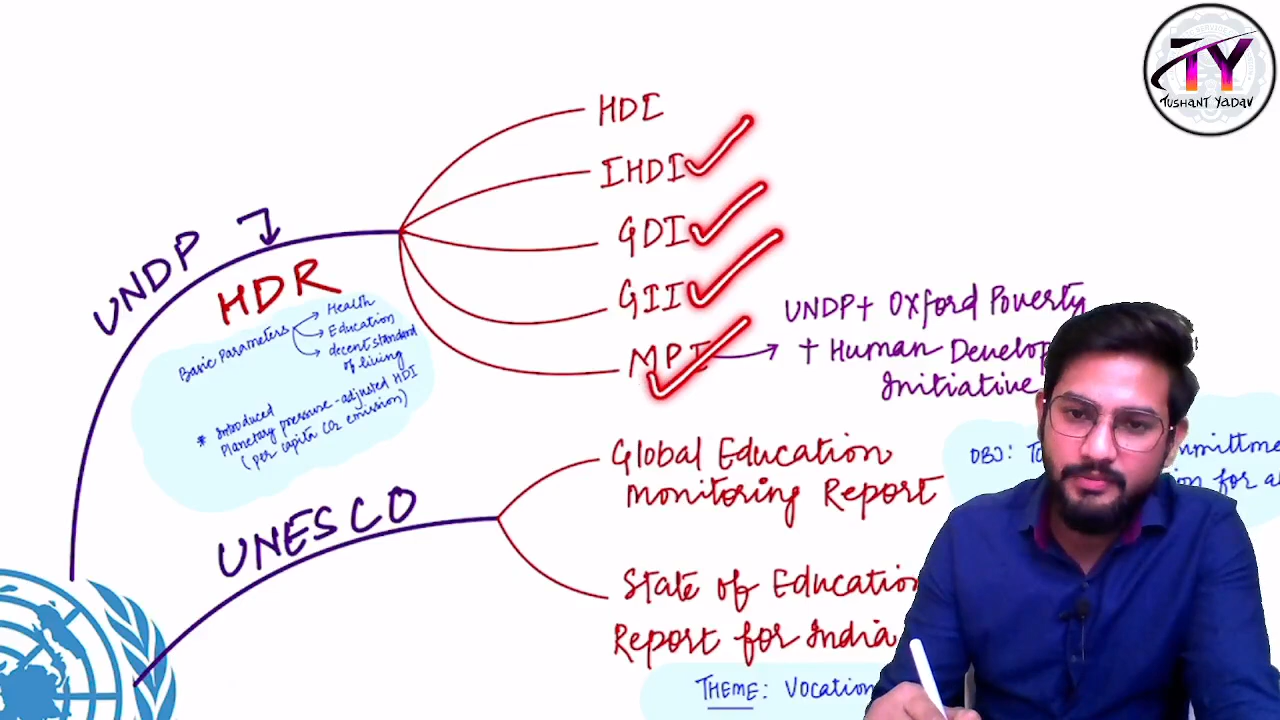 TY
TUSHANT YADAV
UNDP
HDR
Basic Parameters
Health
Education
decent standard
of living
* Introduced
Planetary pressure-adjusted HDI
(per capita CO2 emission)
HDI
IHDI
GDI
GII
MPI
UNDP + Oxford Poverty
+ Human Develop
Initiative
UNESCO
Global Education
Monitoring Report
OBJ:
State of Education
Report for India
THEME: Vocation